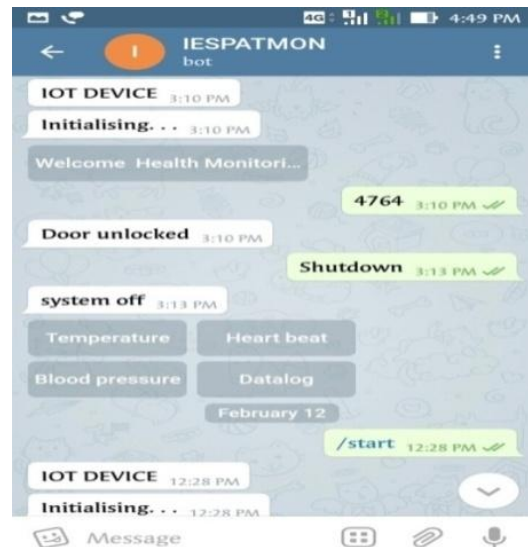 4G 4:49 PM
I IESPATMON
bot
IOT DEVICE 3:10 PM
Initialising. . . 3:10 PM
Welcome Health Monitori...
4764 3:10 PM
Door unlocked 3:10 PM
Shutdown 3:13 PM
system off 3:13 PM
Temperature Heart beat
Blood pressure Datalog
February 12
/start 12:28 PM
IOT DEVICE 12:28 PM
Initialising. . . 12:28 PM
Message